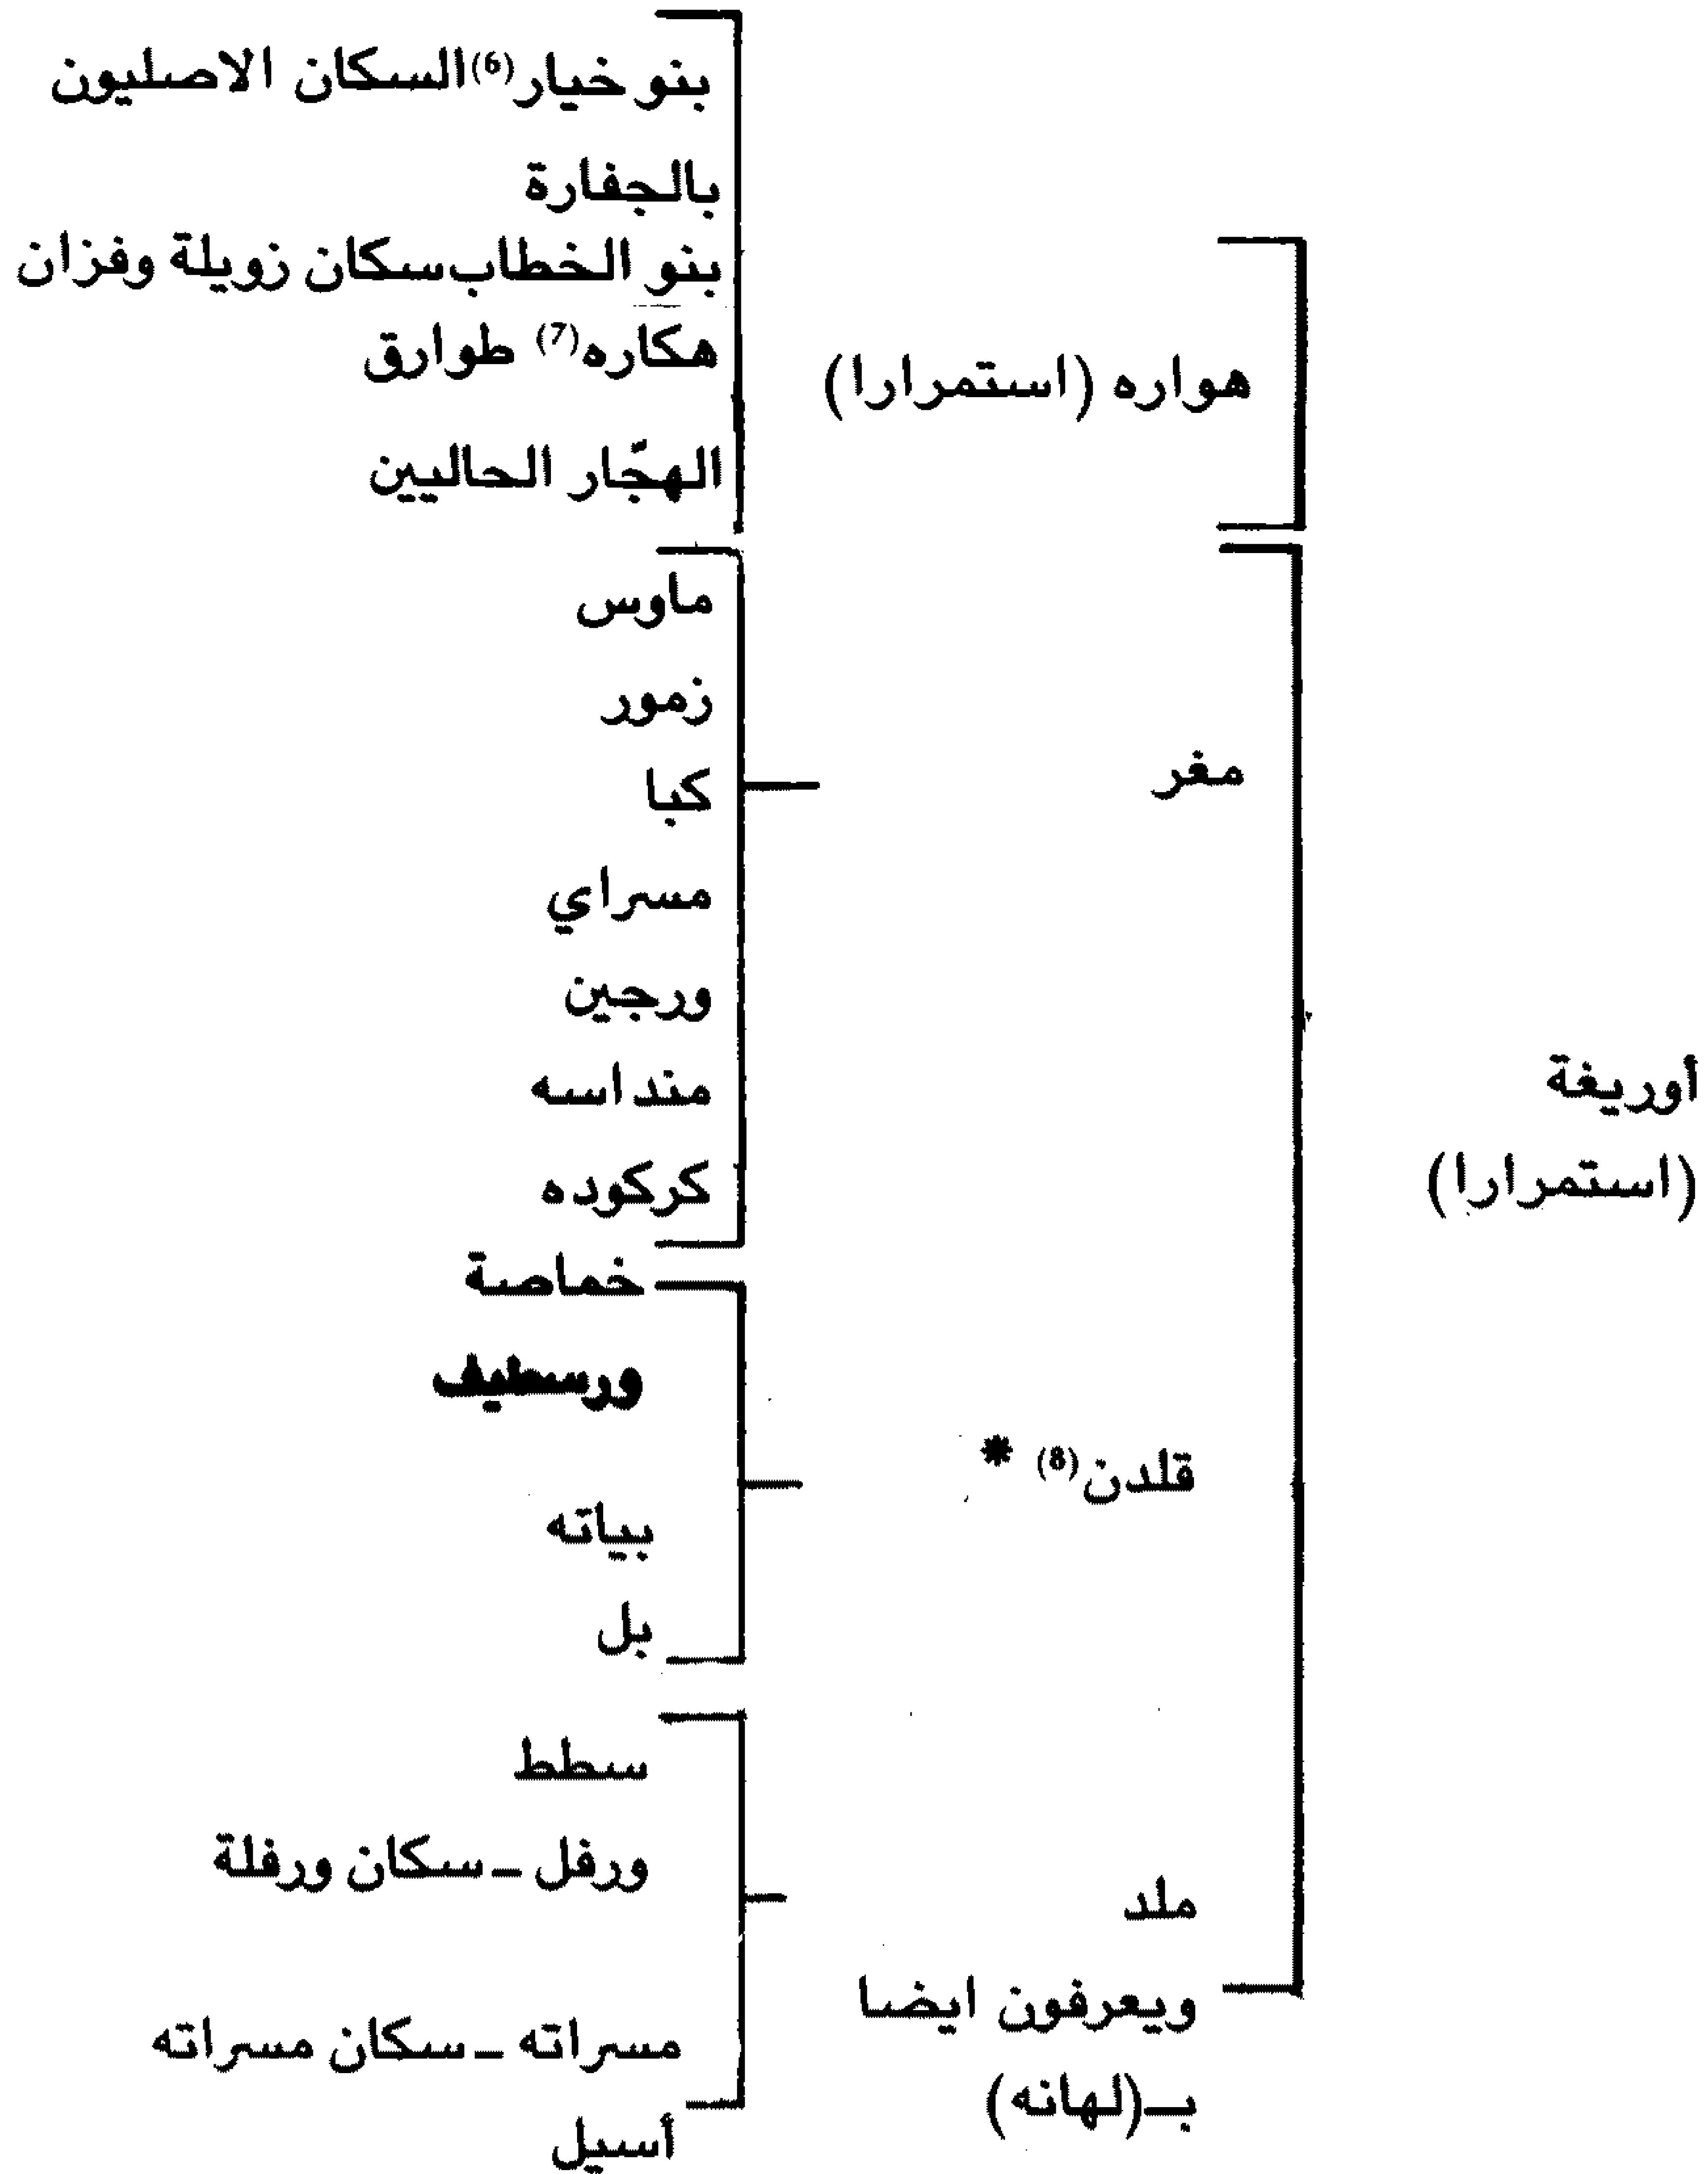 أوريغة
(استمرارا)
هواره (استمرارا)
بنو خيار(6)السكان الاصليون
بالجفارة
بنو الخطاب سكان زويلة وفزان
هكاره(7) طوارق
الهجّار الحاليين
مغر
ماوس
زمور
كبا
مسراي
ورجين
منداسه
كركوده
قلدن(8) *
خماصة
ورسطيف
بياته
بل
ملد
ويعرفون ايضا
بـ(لهانه)
سطط
ورفل ــ سكان ورفلة
مسراته ــ سكان مسراته
أسيل